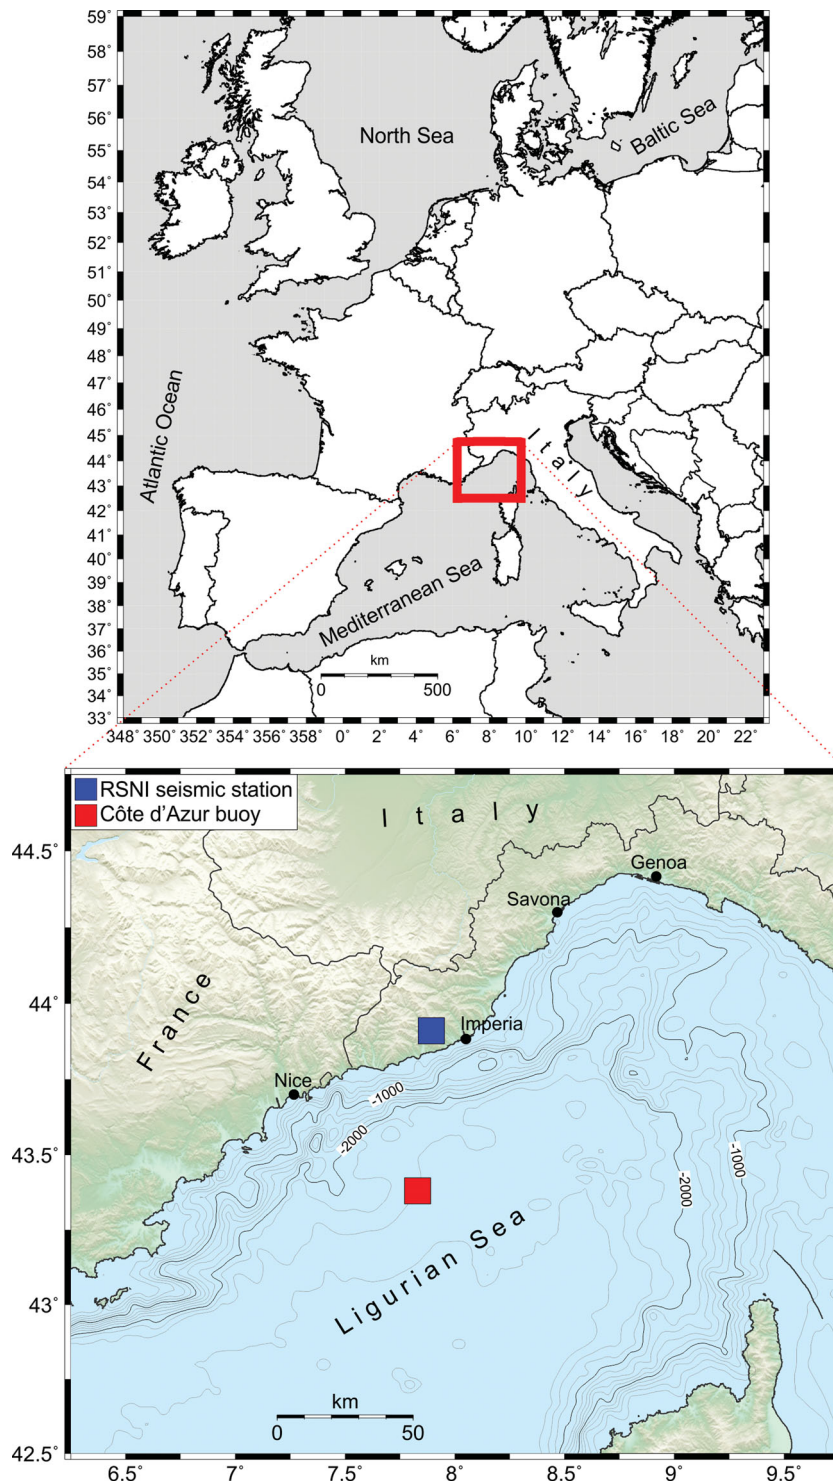 59°
58°
57°
56°
55°
54°
53°
52°
51°
50°
49°
48°
47°
46°
45°
44°
43°
42°
41°
40°
39°
38°
37°
36°
35°
34°
33°
North Sea
Baltic Sea
Atlantic Ocean
Italy
Mediterranean Sea
km
0 500
348° 350° 352° 354° 356° 358° 0° 2° 4° 6° 8° 10° 12° 14° 16° 18° 20° 22°
RSNI seismic station
Côte d'Azur buoy
Italy
44.5°
Genoa
Savona
France
44°
Imperia
Nice
-1000
-2000
43.5°
-1000
-2000
Ligurian Sea
43°
km
0 50
42.5°
6.5° 7° 7.5° 8° 8.5° 9° 9.5°